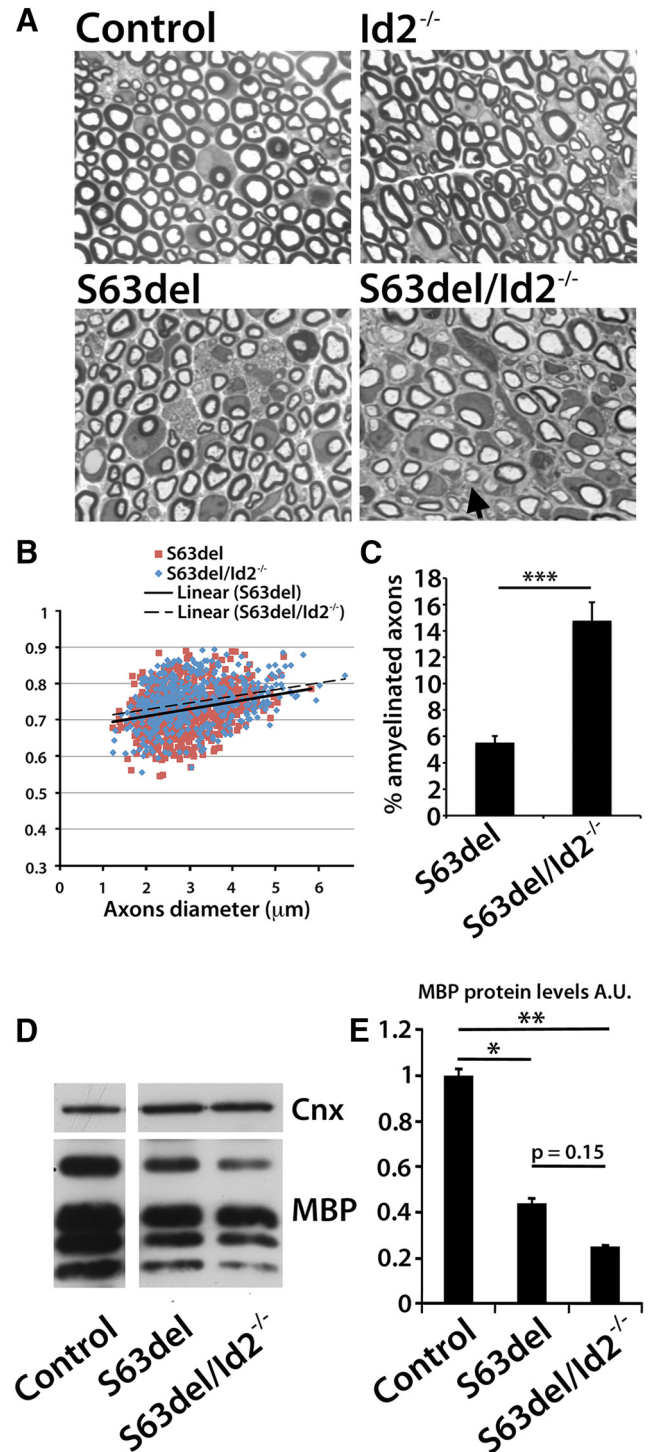 A
Control
Id2-/-
S63del
S63del/Id2-/-
B
S63del
S63del/Id2-/-
Linear (S63del)
Linear (S63del/Id2-/-)
1
0.9
0.8
0.7
0.6
0.5
0.4
0.3
0 1 2 3 4 5 6
Axons diameter (μm)
C
% amyelinated axons
18
16
14
12
10
8
6
4
2
0
***
S63del
S63del/Id2-/-
D
Cnx
MBP
Control
S63del
S63del/Id2-/-
E
MBP protein levels A.U.
1.2
1
0.8
0.6
0.4
0.2
0
**
*
p = 0.15
Control
S63del
S63del/Id2-/-